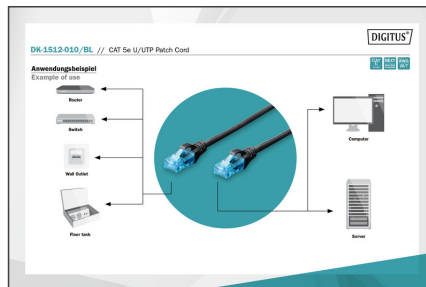 DIGITUS®
DK-1512-010/BL // CAT 5e U/UTP Patch Cord
Anwendungsbeispiel
Example of use
Router
Switch
Wall Outlet
Floor tank
Computer
Server